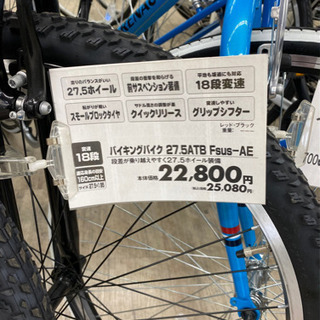 走りのバランスがいい
27.5ホイール
段差の衝撃を和らげる
前サスペンション装備
平地も坂道にも対応
18段変速
転がりが軽い
スモールブロックタイヤ
サドル高さの調整が楽
クイックリリース
変速しやすい
グリップシフター
レッド・ブラック
変速
18段
バイキングバイク 27.5ATB Fsus-AE
段差が乗り越えやすく27.5ホイール装備
適応身長の目安
160cm以上
本体価格 22,800円
税込価格 25,080円